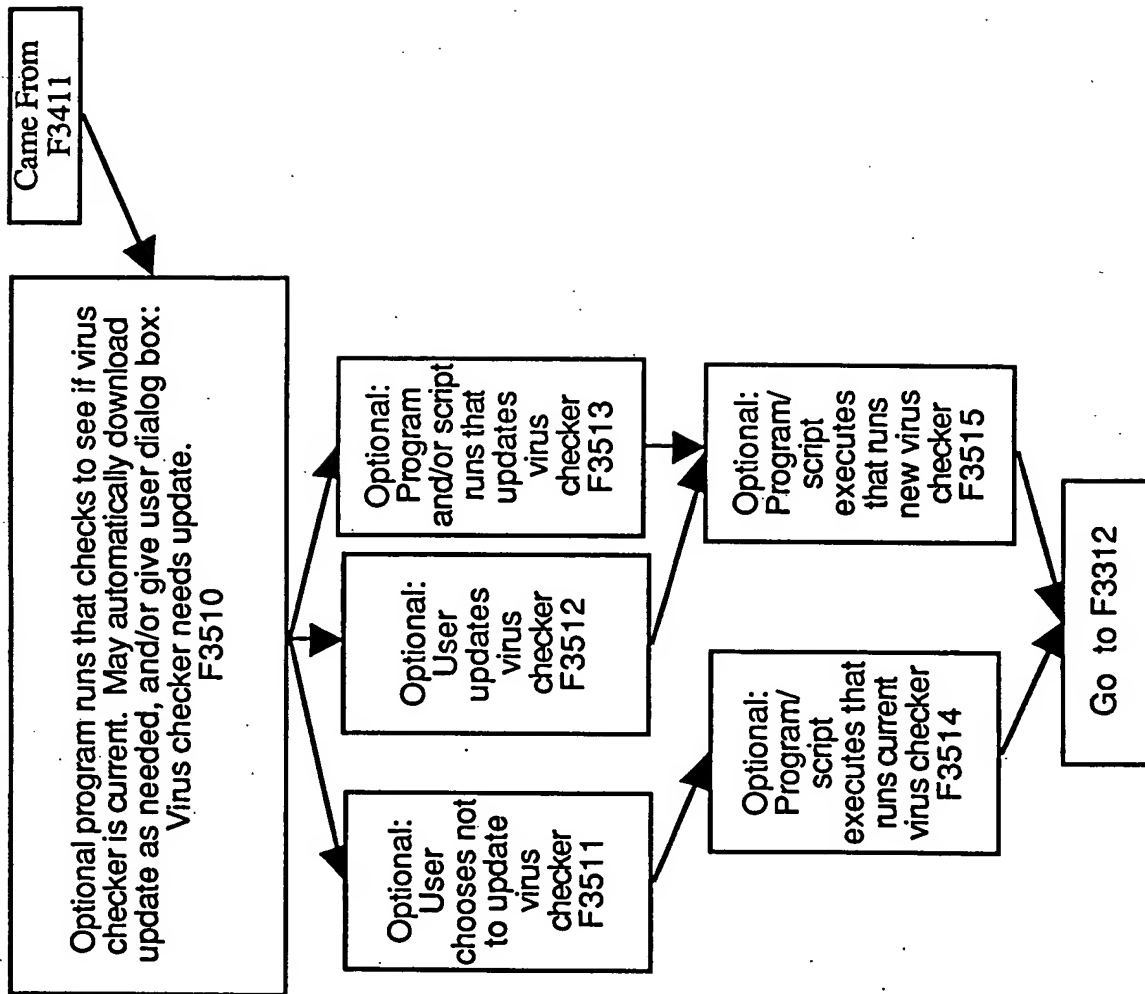 Came From
F3411
Optional program runs that checks to see if virus
checker is current. May automatically download
update as needed, and/or give user dialog box:
Virus checker needs update.
F3510
Optional:
User
chooses not
to update
virus
checker
F3511
Optional:
User
updates
virus
checker
F3512
Optional:
Program
and/or script
runs that
updates
virus
checker
F3513
Optional:
Program/
script
executes that
runs current
virus checker
F3514
Optional:
Program/
script
executes
that runs
new virus
checker
F3515
Go to F3312